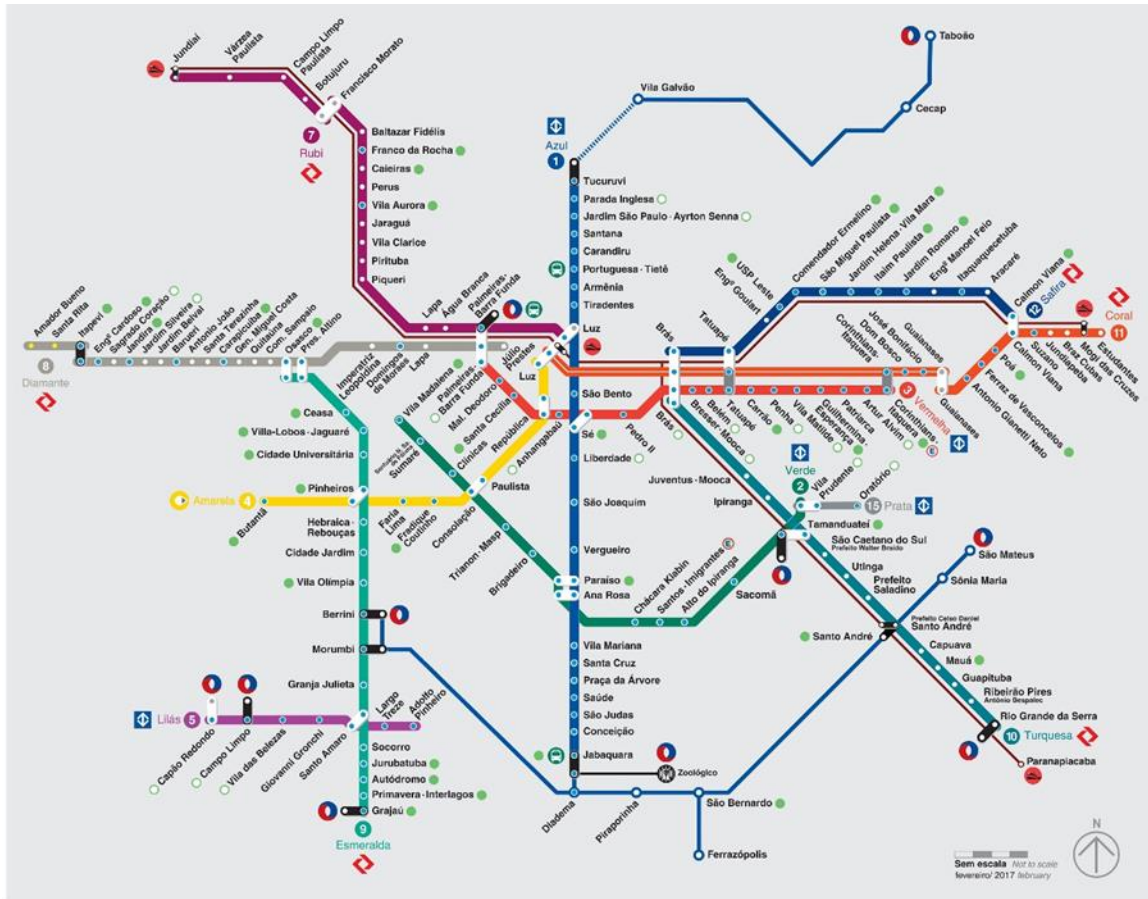 Jundiaí
Várzea
Paulista
Campo Limpo
Paulista
Botujuru
Francisco Morato
7
Rubi
Baltazar Fidélis
Franco da Rocha
Caieiras
Perus
Vila Aurora
Jaraguá
Vila Clarice
Pirituba
Piqueri
Lapa
Água Branca
Palmeiras-
Barra Funda
Taboão
Vila Galvão
Cecap
Azul
1
Tucuruvi
Parada Inglesa
Jardim São Paulo · Ayrton Senna
Santana
Carandiru
Portuguesa · Tietê
Armênia
Tiradentes
Luz
São Bento
Sé
Liberdade
São Joaquim
Vergueiro
Paraíso
Ana Rosa
Vila Mariana
Santa Cruz
Praça da Árvore
Saúde
São Judas
Conceição
Jabaquara
Zoológico
Amador Bueno
Santa Rita
Itapevi
Engº Cardoso
Sagrado Coração
Jandira
Jardim Silveira
Jardim Belval
Barueri
Antonio João
Santa Terezinha
Carapicuíba
Gen. Miguel Costa
Quitaúna
Com. Sampaio
Osasco
Pres. Altino
Imperatriz
Leopoldina
Domingos
de Moraes
Lapa
Júlio
Prestes
8
Diamante
Ceasa
Villa-Lobos · Jaguaré
Cidade Universitária
Pinheiros
Hebraica ·
Rebouças
Cidade Jardim
Vila Olímpia
Berrini
Morumbi
Granja Julieta
Socorro
Jurubatuba
Autódromo
Primavera · Interlagos
Grajaú
9
Esmeralda
Lilás 5
Capão Redondo
Campo Limpo
Vila das Belezas
Giovanni Gronchi
Santo Amaro
Largo
Treze
Adolfo
Pinheiro
Amarela 4
Butantã
Faria
Lima
Fradique
Coutinho
Paulista
República
Luz
Vila Madalena
Sumaré
Clínicas
Consolação
Trianon · Masp
Brigadeiro
Chácara Klabin
Santos · Imigrantes
E
Alto do Ipiranga
Sacomã
Tamanduateí
Vila
Prudente
Verde
2
Oratório
15 Prata
Palmeiras-
Barra Funda
Mal. Deodoro
Santa Cecília
Anhangabaú
Pedro II
Brás
Bresser · Mooca
Belém
Tatuapé
Carrão
Penha
Vila
Matilde
Guilhermina ·
Esperança
Patriarca
Artur
Alvim
Corinthians-
Itaquera
E
3
Vermelha
Brás
Tatuapé
Engº Goulart
USP Leste
Comendador Ermelino
São Miguel Paulista
Jardim Helena · Vila Mara
Itaim Paulista
Jardim Romano
Engº Manoel Feio
Itaquaquecetuba
Aracaré
Calmon Viana
12
Safira
Corinthians-
Itaquera
Dom Bosco
José Bonifácio
Guaianases
Guaianases
Antonio Gianetti Neto
Ferraz de Vasconcelos
Poá
Calmon Viana
Suzano
Jundiapeba
Braz Cubas
Mogi das Cruzes
Estudantes
Coral
11
Juventus · Mooca
Ipiranga
São Caetano do Sul
Prefeito Walter Braido
Utinga
Prefeito
Saladino
Prefeito Celso Daniel
Santo André
Capuava
Mauá
Guapituba
Ribeirão Pires
Antônio Bespalec
Rio Grande da Serra
10 Turquesa
Paranapiacaba
São Mateus
Sônia Maria
Santo André
Diadema
Piraporinha
São Bernardo
Ferrazópolis
N
Sem escala Not to scale
fevereiro/ 2017 february